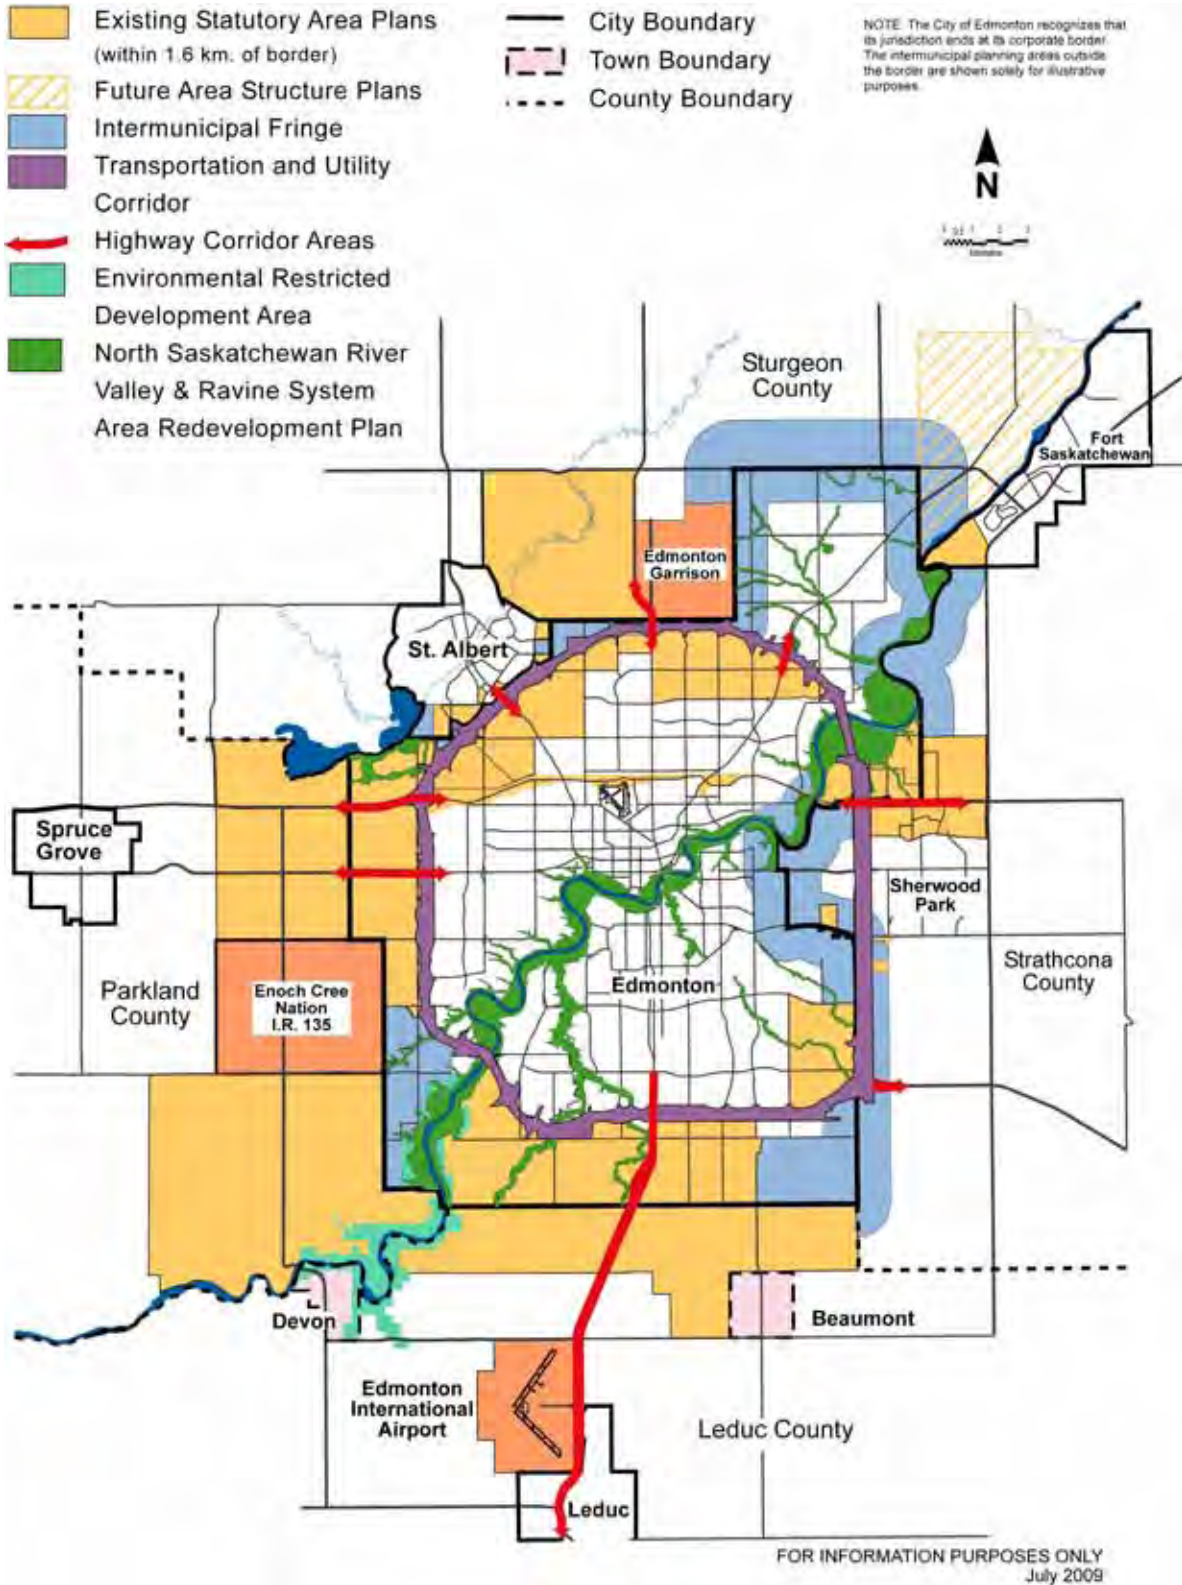 Existing Statutory Area Plans
(within 1.6 km. of border)
Future Area Structure Plans
Intermunicipal Fringe
Transportation and Utility
Corridor
Highway Corridor Areas
Environmental Restricted
Development Area
North Saskatchewan River
Valley & Ravine System
Area Redevelopment Plan
City Boundary
Town Boundary
County Boundary
NOTE: The City of Edmonton recognizes that
its jurisdiction ends at its corporate border.
The intermunicipal planning areas outside
the border are shown solely for illustrative
purposes.
N
Sturgeon
County
Fort
Saskatchewan
Edmonton
Garrison
St. Albert
Spruce
Grove
Sherwood
Park
Strathcona
County
Parkland
County
Enoch Cree
Nation
I.R. 135
Edmonton
Devon
Beaumont
Edmonton
International
Airport
Leduc County
Leduc
FOR INFORMATION PURPOSES ONLY
July 2009